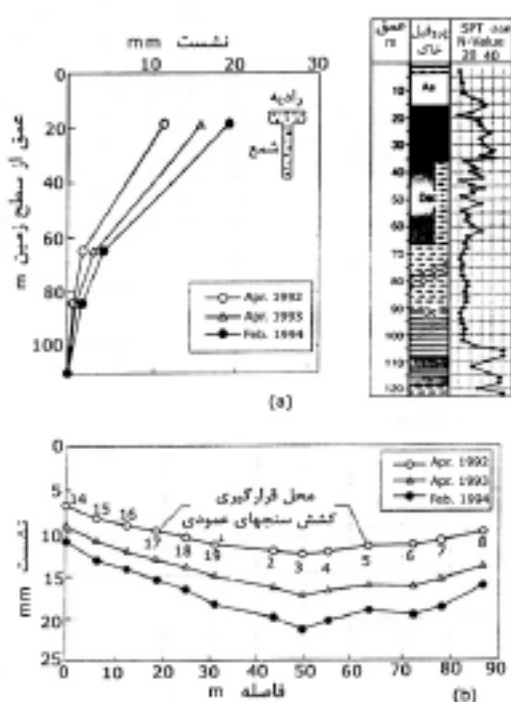 نشست mm
0 10 20 30
عمق از سطح زمین m
0
20
40
60
80
100
رادیه
شمع
Apr. 1992
Apr. 1993
Feb. 1994
(a)
عمق
m
پروفیل
خاک
SPT
N-Value
20 40
As
10
20
30
40
50
60
70
80
90
100
110
120
نشست mm
0
5
10
15
20
25
Apr. 1992
Apr. 1993
Feb. 1994
محل قرارگیری
کشش سنجهای عمودی
14 15 16 17 18 19 2 3 4 5 6 7 8
0 10 20 30 40 50 60 70 80 90
فاصله m
(b)